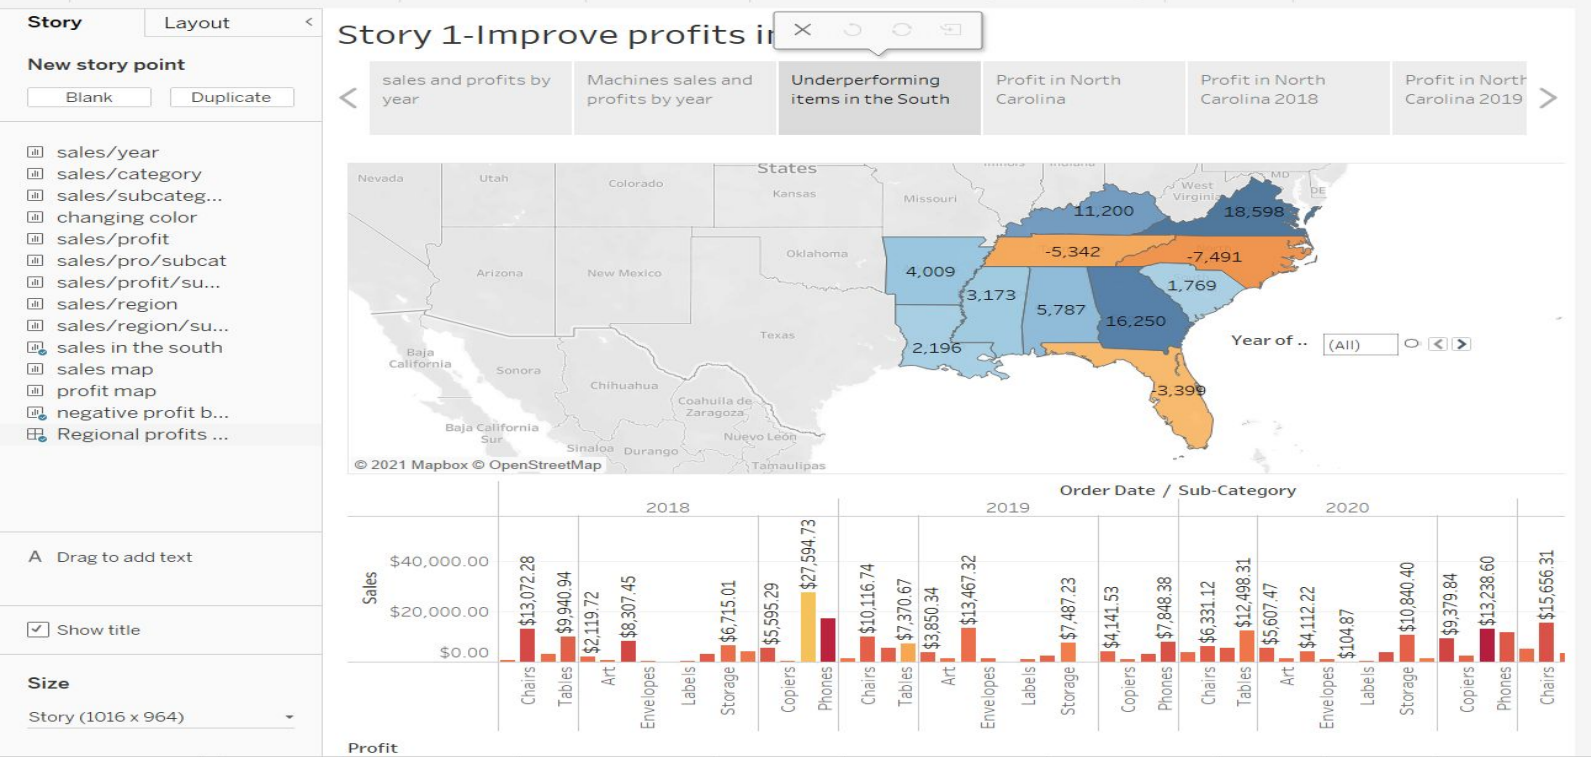 Story
Layout
<
New story point
Blank
Duplicate
sales/year
sales/category
sales/subcateg...
changing color
sales/profit
sales/pro/subcat
sales/profit/su...
sales/region
sales/region/su...
sales in the south
sales map
profit map
negative profit b...
Regional profits ...
A Drag to add text
Show title
Size
Story (1016 x 964)
Story 1-Improve profits
sales and profits by
year
Machines sales and
profits by year
Underperforming
items in the South
Profit in North
Carolina
Profit in North
Carolina 2018
Profit in North
Carolina 2019
States
Nevada
Utah
Colorado
Kansas
Missouri
West
Virginia
MD
DE
Arizona
New Mexico
Oklahoma
Texas
Baja
California
Sonora
Chihuahua
Coahuila de
Zaragoza
Baja California
Sur
Sinaloa
Durango
Nuevo León
Tamaulipas
11,200
18,598
-5,342
-7,491
4,009
3,173
5,787
16,250
1,769
2,196
-3,399
Year of ..
(All)
© 2021 Mapbox © OpenStreetMap
Order Date / Sub-Category
2018
2019
2020
Sales
$40,000.00
$20,000.00
$0.00
$13,072.28
$9,940.94
$2,119.72
$8,307.45
$6,715.01
$5,595.29
$27,594.73
$10,116.74
$7,370.67
$3,850.34
$13,467.32
$7,487.23
$4,141.53
$7,848.38
$6,331.12
$12,498.31
$5,607.47
$4,112.22
$104.87
$10,840.40
$9,379.84
$13,238.60
$15,656.31
Chairs
Tables
Art
Envelopes
Labels
Storage
Copiers
Phones
Chairs
Tables
Art
Envelopes
Labels
Storage
Copiers
Phones
Chairs
Tables
Art
Envelopes
Labels
Storage
Copiers
Phones
Chairs
Profit